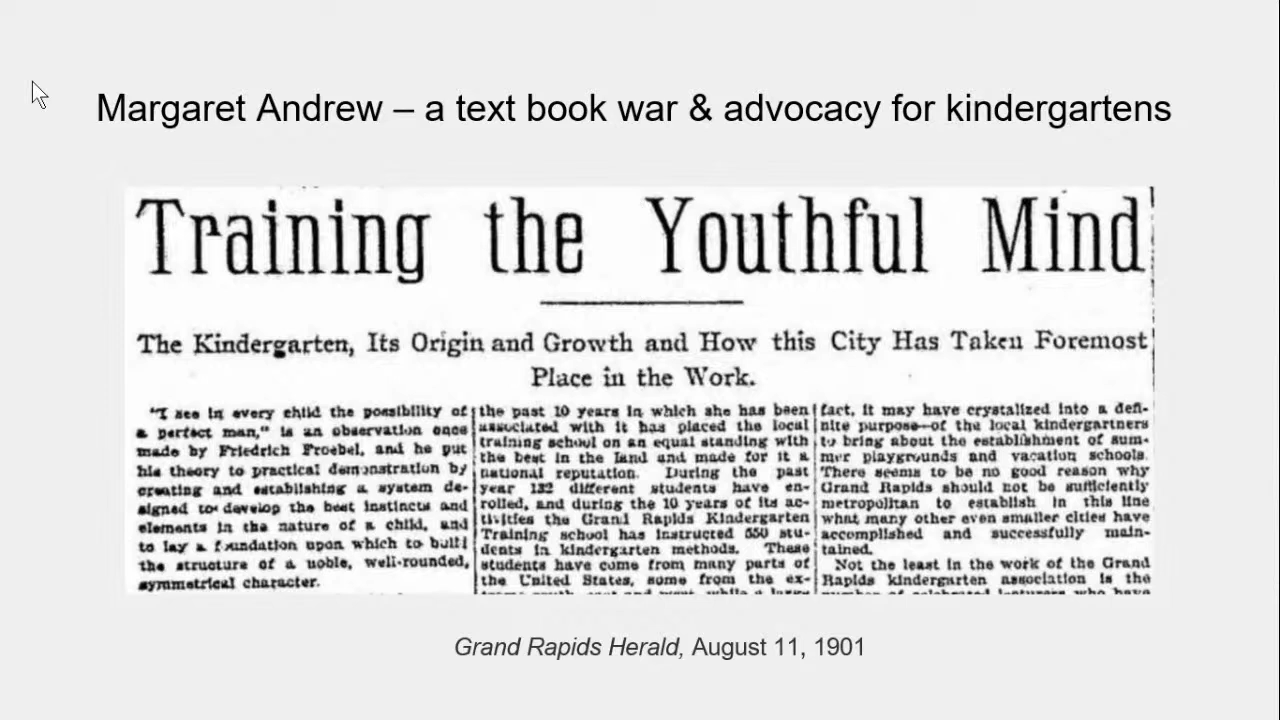 Margaret Andrew – a text book war & advocacy for kindergartens
Training the Youthful Mind
The Kindergarten, Its Origin and Growth and How this City Has Taken Foremost
Place in the Work.
"I see in every child the possibility of
a perfect man," is an observation once
made by Friedrich Froebel, and he put
his theory to practical demonstration by
creating and establishing a system de-
signed to develop the best instincts and
elements in the nature of a child, and
to lay a foundation upon which to build
the structure of a noble, well-rounded,
symmetrical character.
the past 10 years in which she has been
associated with it has placed the local
training school on an equal standing with
the best in the land and made for it a
national reputation. During the past
year 132 different students have en-
rolled, and during the 10 years of its ac-
tivities the Grand Rapids Kindergarten
Training school has instructed 550 stu-
dents in kindergarten methods. These
students have come from many parts of
the United States, some from the ex-
fact, it may have crystalized into a defi-
nite purpose—of the local kindergartners
to bring about the establishment of sum-
mer playgrounds and vacation schools.
There seems to be no good reason why
Grand Rapids should not be sufficiently
metropolitan to establish in this line
what many other even smaller cities have
accomplished and successfully main-
tained.
Not the least in the work of the Grand
Rapids kindergarten association is the
number of celebrated lecturers who have
Grand Rapids Herald, August 11, 1901